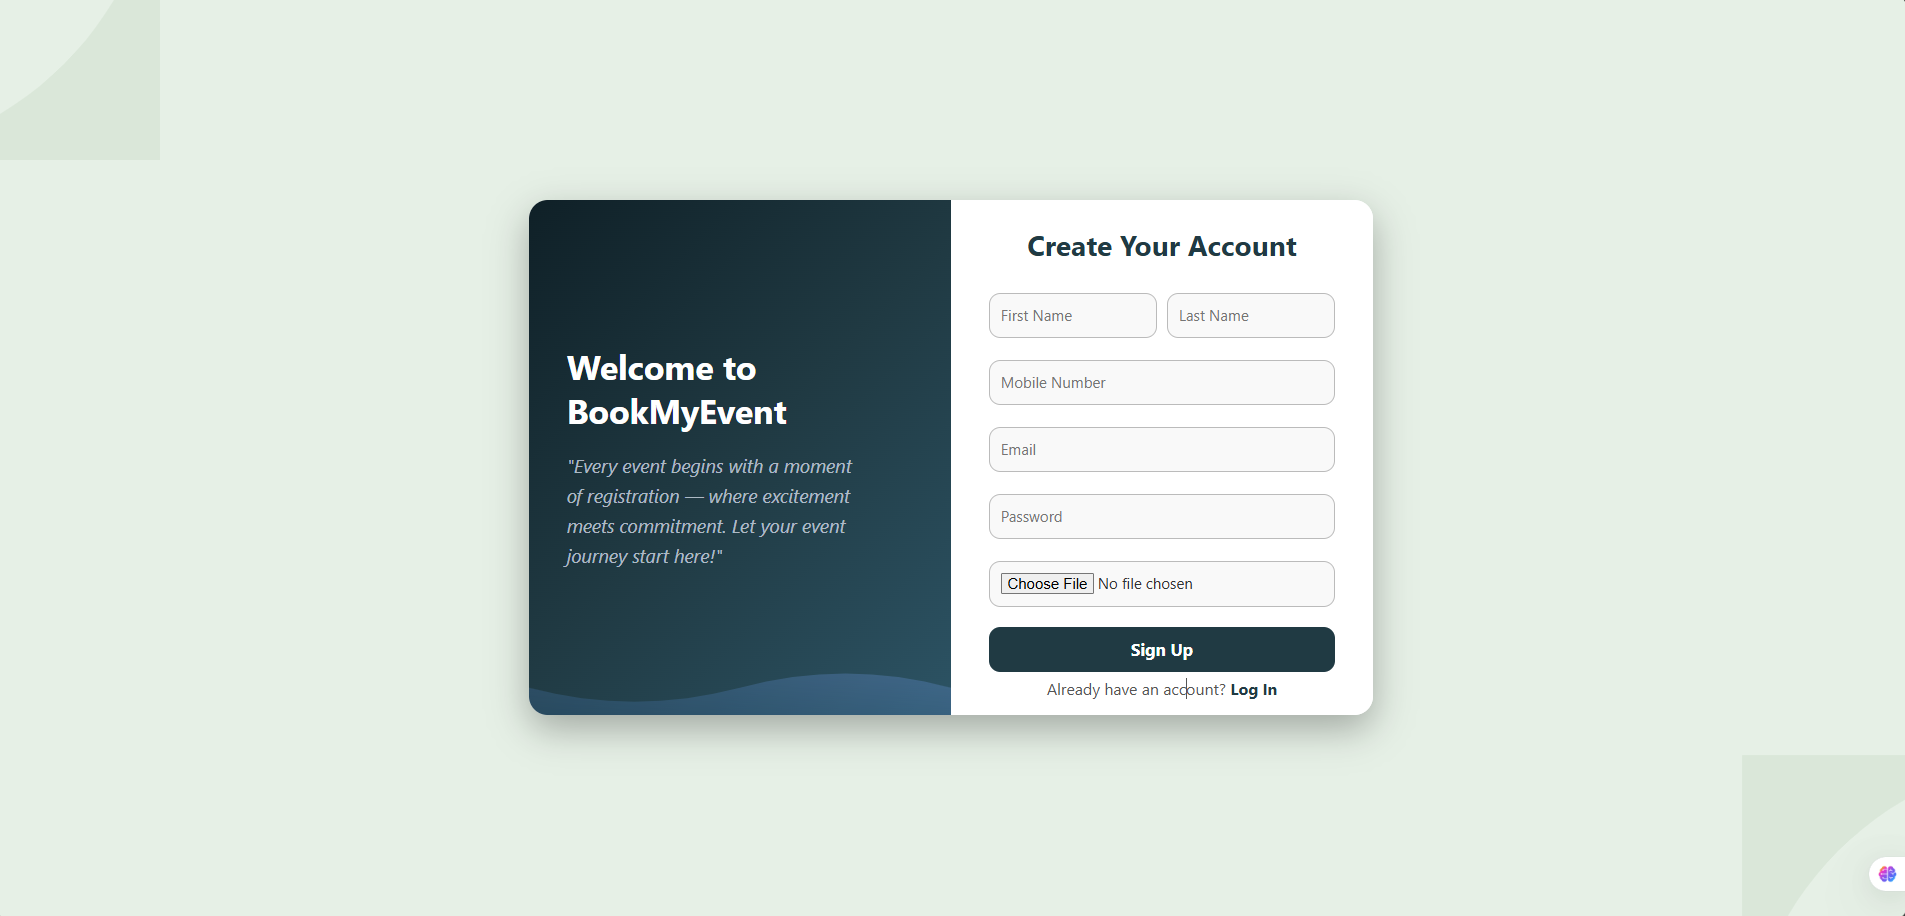 Welcome to
BookMyEvent
"Every event begins with a moment
of registration — where excitement
meets commitment. Let your event
journey start here!"
Create Your Account
First Name Last Name
Mobile Number
Email
Password
Choose File No file chosen
Sign Up
Already have an account? Log In